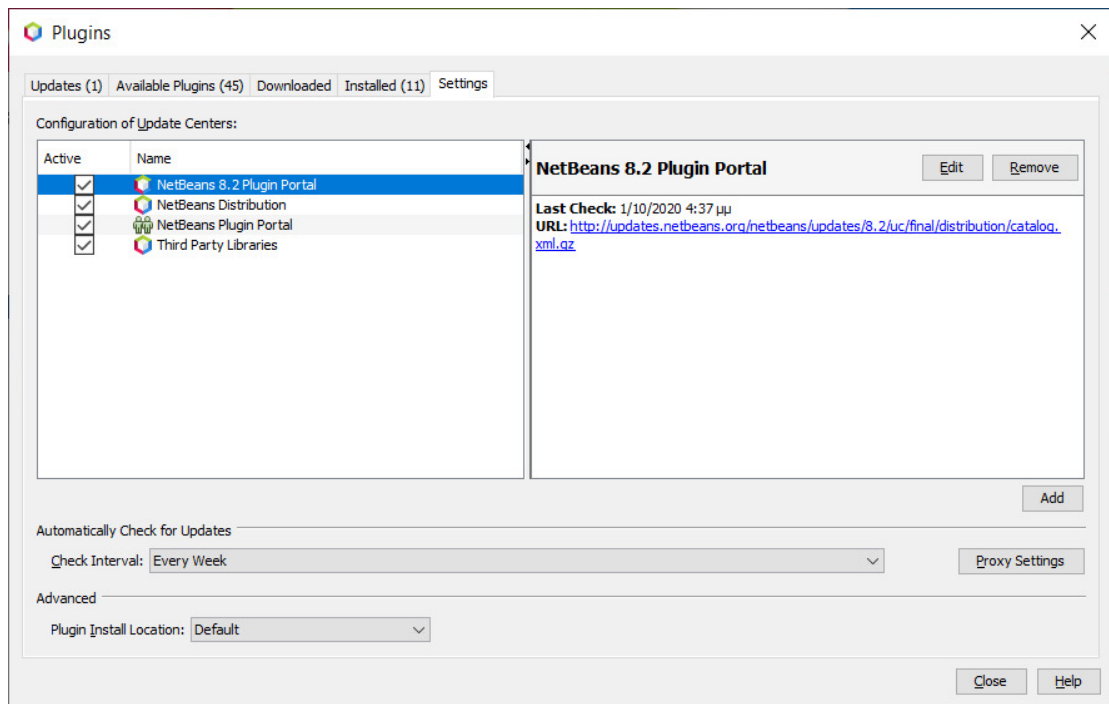 Plugins
Updates (1) Available Plugins (45) Downloaded Installed (11) Settings
Configuration of Update Centers:
Active Name
NetBeans 8.2 Plugin Portal
NetBeans Distribution
NetBeans Plugin Portal
Third Party Libraries
NetBeans 8.2 Plugin Portal Edit Remove
Last Check: 1/10/2020 4:37 μμ
URL: http://updates.netbeans.org/netbeans/updates/8.2/uc/final/distribution/catalog.
xml.gz
Add
Automatically Check for Updates
Check Interval: Every Week Proxy Settings
Advanced
Plugin Install Location: Default
Close Help